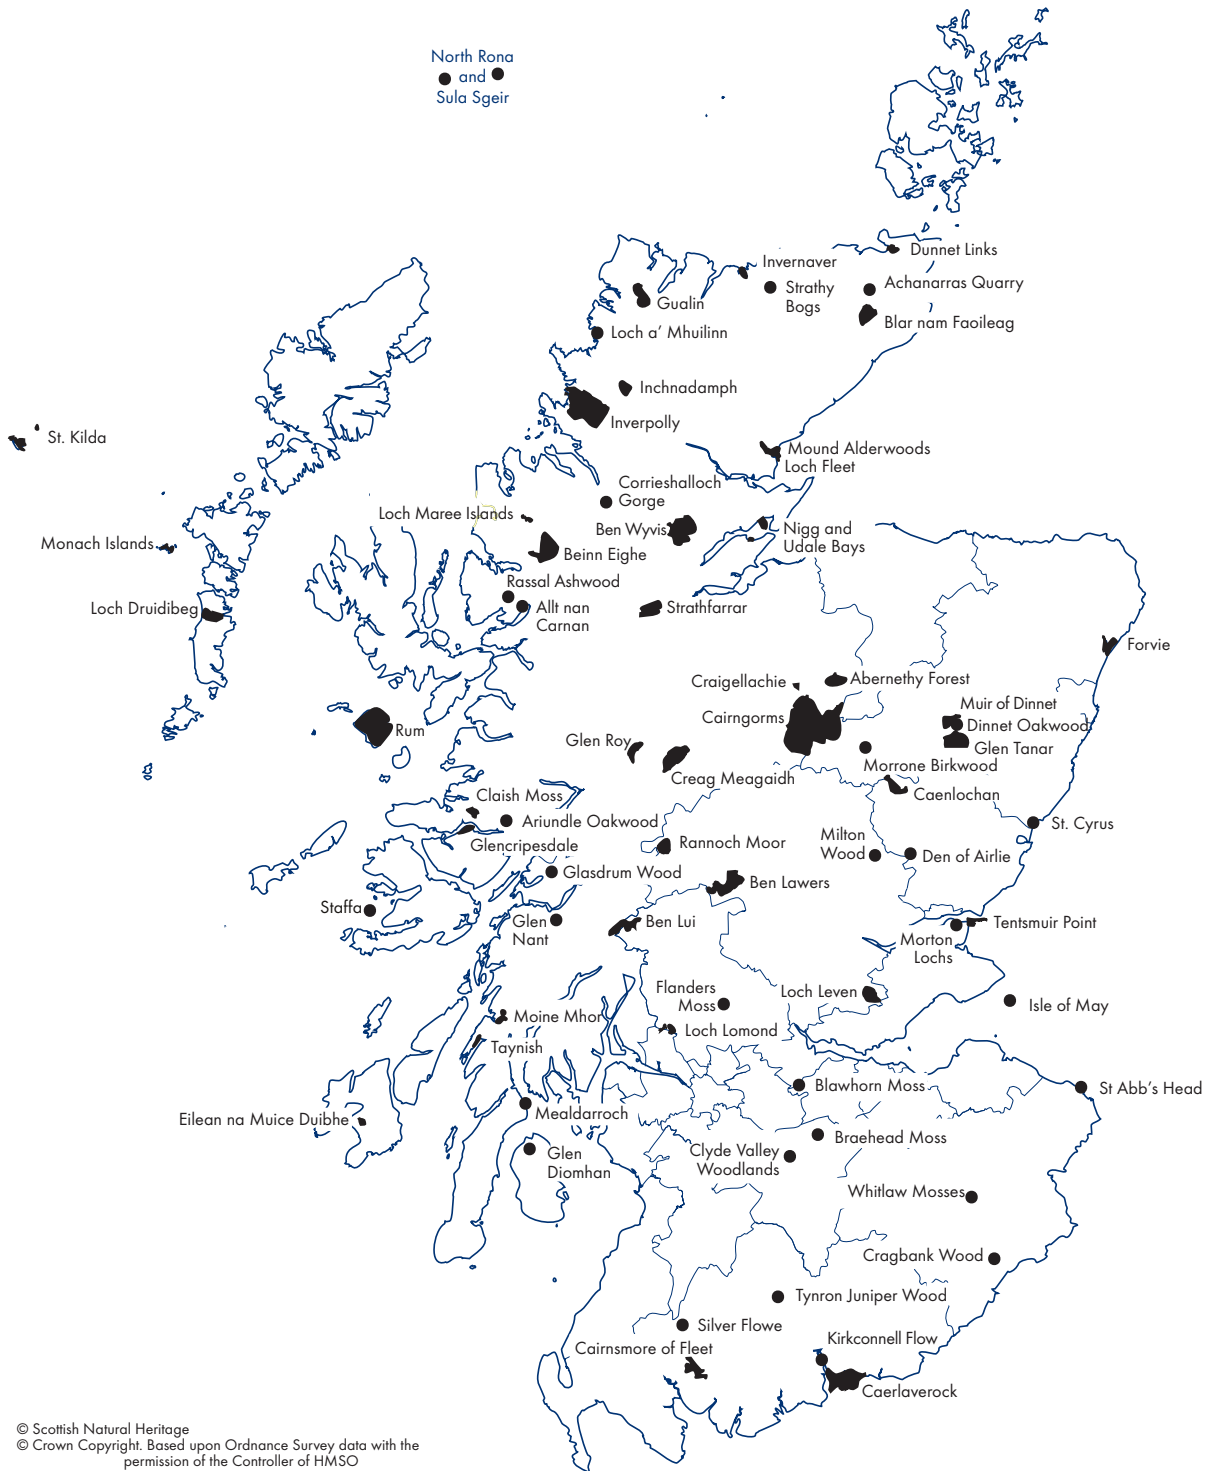 North Rona
and
Sula Sgeir
Dunnet Links
Invernaver
Strathy
Bogs
Achanarras Quarry
Gualin
Blar nam Faoileag
Loch a’ Mhuilinn
Inchnadamph
Inverpolly
St. Kilda
Mound Alderwoods
Loch Fleet
Corrieshalloch
Gorge
Loch Maree Islands
Ben Wyvis
Nigg and
Udale Bays
Monach Islands
Beinn Eighe
Rassal Ashwood
Loch Druidibeg
Allt nan
Carnan
Strathfarrar
Forvie
Craigellachie
Abernethy Forest
Cairngorms
Muir of Dinnet
Dinnet Oakwood
Glen Tanar
Rum
Glen Roy
Morrone Birkwood
Creag Meagaidh
Caenlochan
Claish Moss
Ariundle Oakwood
St. Cyrus
Glencripesdale
Rannoch Moor
Milton
Wood
Den of Airlie
Glasdrum Wood
Ben Lawers
Staffa
Glen
Nant
Ben Lui
Tentsmuir Point
Morton
Lochs
Flanders
Moss
Loch Leven
Isle of May
Moine Mhor
Loch Lomond
Taynish
Blawhorn Moss
St Abb’s Head
Eilean na Muice Duibhe
Mealdarroch
Braehead Moss
Glen
Diomhan
Clyde Valley
Woodlands
Whitlaw Mosses
Cragbank Wood
Tynron Juniper Wood
Silver Flowe
Cairnsmore of Fleet
Kirkconnell Flow
Caerlaverock
© Scottish Natural Heritage
© Crown Copyright. Based upon Ordnance Survey data with the
permission of the Controller of HMSO